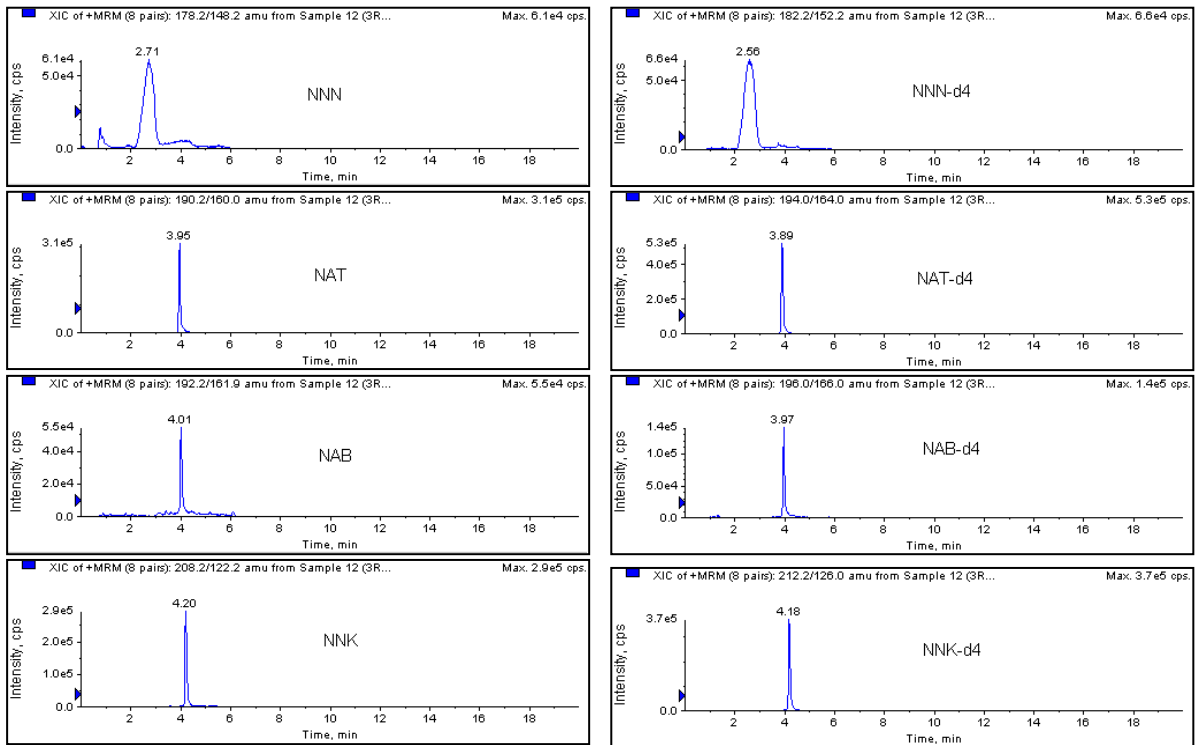 XIC of +MRM (8 pairs): 178.2/148.2 amu from Sample 12 (3R... Max. 6.1e4 cps.
2.71
6.1e4
5.0e4
0.0
Intensity, cps
NNN
2 4 6 8 10 12 14 16 18
Time, min
XIC of +MRM (8 pairs): 182.2/152.2 amu from Sample 12 (3R... Max. 6.6e4 cps.
2.56
6.6e4
5.0e4
0.0
Intensity, cps
NNN-d4
2 4 6 8 10 12 14 16 18
Time, min
XIC of +MRM (8 pairs): 190.2/160.0 amu from Sample 12 (3R... Max. 3.1e5 cps.
3.95
3.1e5
0.0
Intensity, cps
NAT
2 4 6 8 10 12 14 16 18
Time, min
XIC of +MRM (8 pairs): 194.0/164.0 amu from Sample 12 (3R... Max. 5.3e5 cps.
3.89
5.3e5
4.0e5
2.0e5
0.0
Intensity, cps
NAT-d4
2 4 6 8 10 12 14 16 18
Time, min
XIC of +MRM (8 pairs): 192.2/161.9 amu from Sample 12 (3R... Max. 5.5e4 cps.
4.01
5.5e4
4.0e4
2.0e4
0.0
Intensity, cps
NAB
2 4 6 8 10 12 14 16 18
Time, min
XIC of +MRM (8 pairs): 196.0/166.0 amu from Sample 12 (3R... Max. 1.4e5 cps.
3.97
1.4e5
1.0e5
5.0e4
0.0
Intensity, cps
NAB-d4
2 4 6 8 10 12 14 16 18
Time, min
XIC of +MRM (8 pairs): 208.2/122.2 amu from Sample 12 (3R... Max. 2.9e5 cps.
4.20
2.9e5
2.0e5
1.0e5
0.0
Intensity, cps
NNK
2 4 6 8 10 12 14 16 18
Time, min
XIC of +MRM (8 pairs): 212.2/126.0 amu from Sample 12 (3R... Max. 3.7e5 cps.
4.18
3.7e5
0.0
Intensity, cps
NNK-d4
2 4 6 8 10 12 14 16 18
Time, min